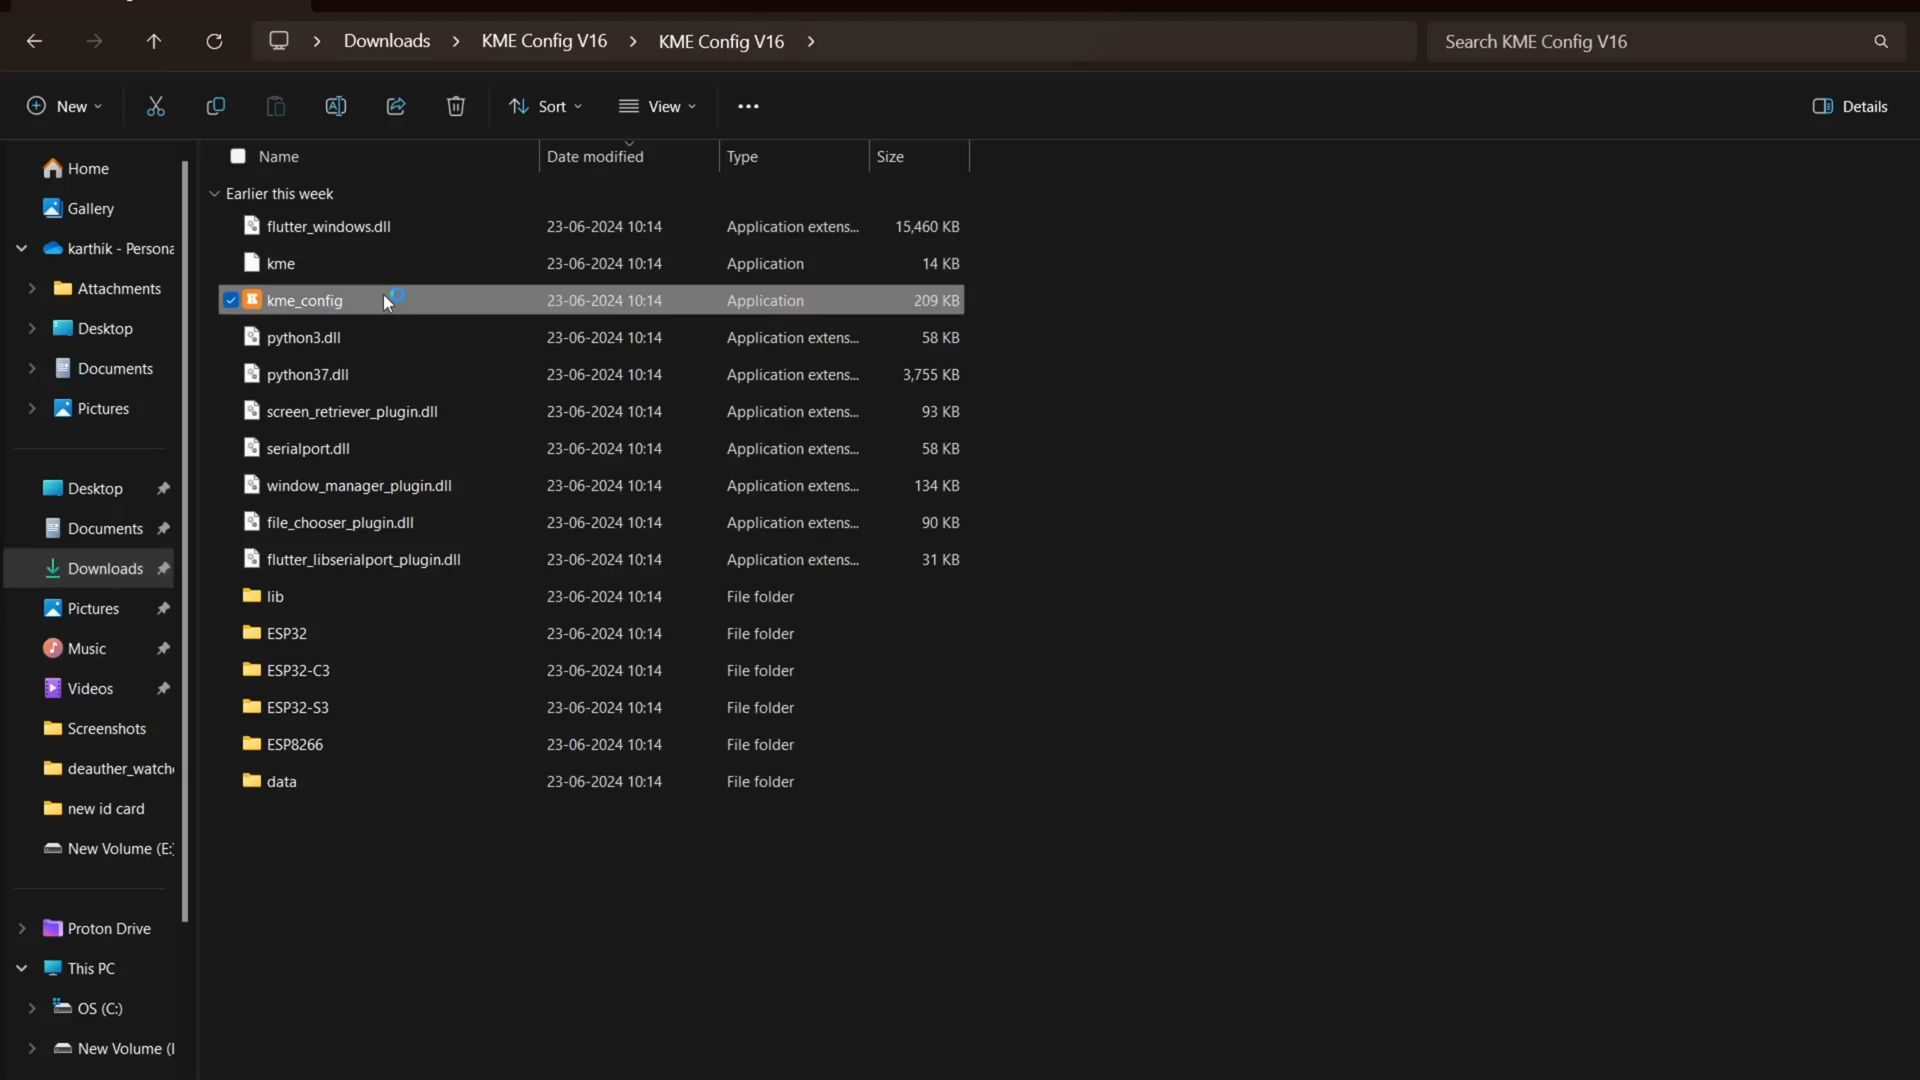 Downloads > KME Config V16 > KME Config V16 >
Search KME Config V16
New
Sort
View
Details
Name Date modified Type Size
Earlier this week
flutter_windows.dll 23-06-2024 10:14 Application extens... 15,460 KB
kme 23-06-2024 10:14 Application 14 KB
K kme_config 23-06-2024 10:14 Application 209 KB
python3.dll 23-06-2024 10:14 Application extens... 58 KB
python37.dll 23-06-2024 10:14 Application extens... 3,755 KB
screen_retriever_plugin.dll 23-06-2024 10:14 Application extens... 93 KB
serialport.dll 23-06-2024 10:14 Application extens... 58 KB
window_manager_plugin.dll 23-06-2024 10:14 Application extens... 134 KB
file_chooser_plugin.dll 23-06-2024 10:14 Application extens... 90 KB
flutter_libserialport_plugin.dll 23-06-2024 10:14 Application extens... 31 KB
lib 23-06-2024 10:14 File folder
ESP32 23-06-2024 10:14 File folder
ESP32-C3 23-06-2024 10:14 File folder
ESP32-S3 23-06-2024 10:14 File folder
ESP8266 23-06-2024 10:14 File folder
data 23-06-2024 10:14 File folder
Home
Gallery
karthik - Persona
Attachments
Desktop
Documents
Pictures
Desktop
Documents
Downloads
Pictures
Music
Videos
Screenshots
deauther_watch
new id card
New Volume (E:
Proton Drive
This PC
OS (C:)
New Volume (